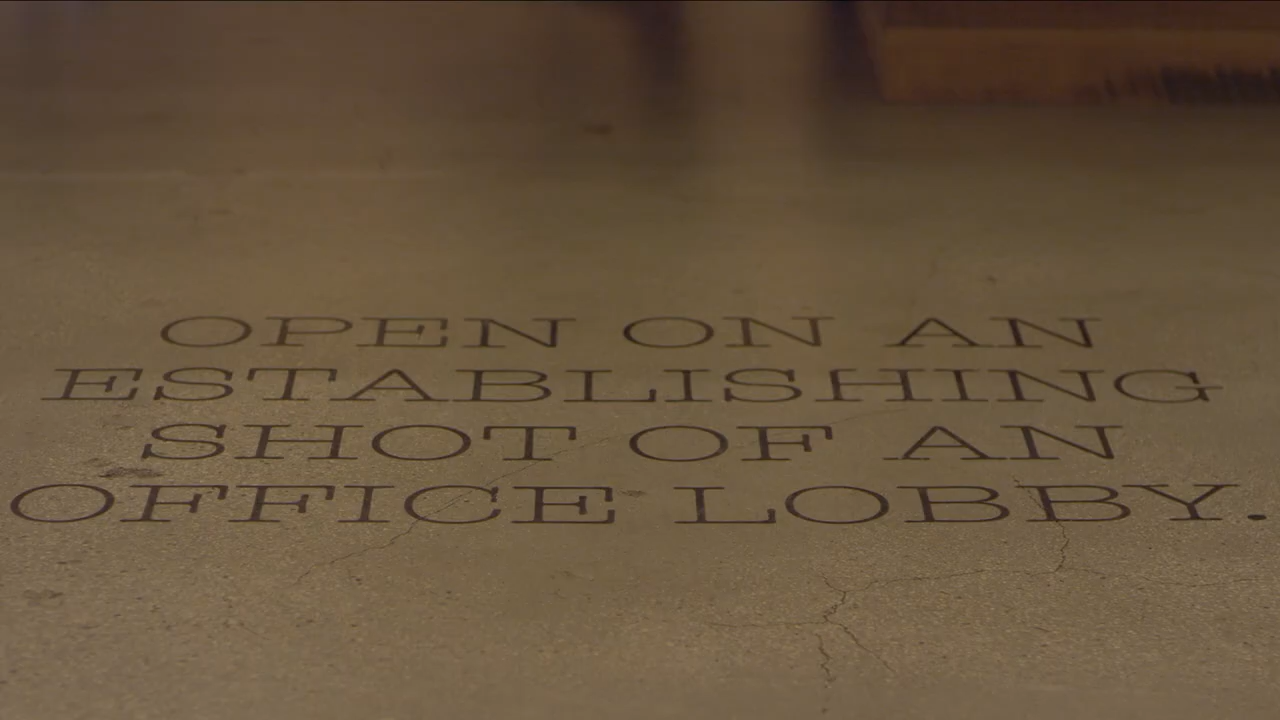 OPEN ON AN
ESTABLISHING
SHOT OF AN
OFFICE LOBBY.